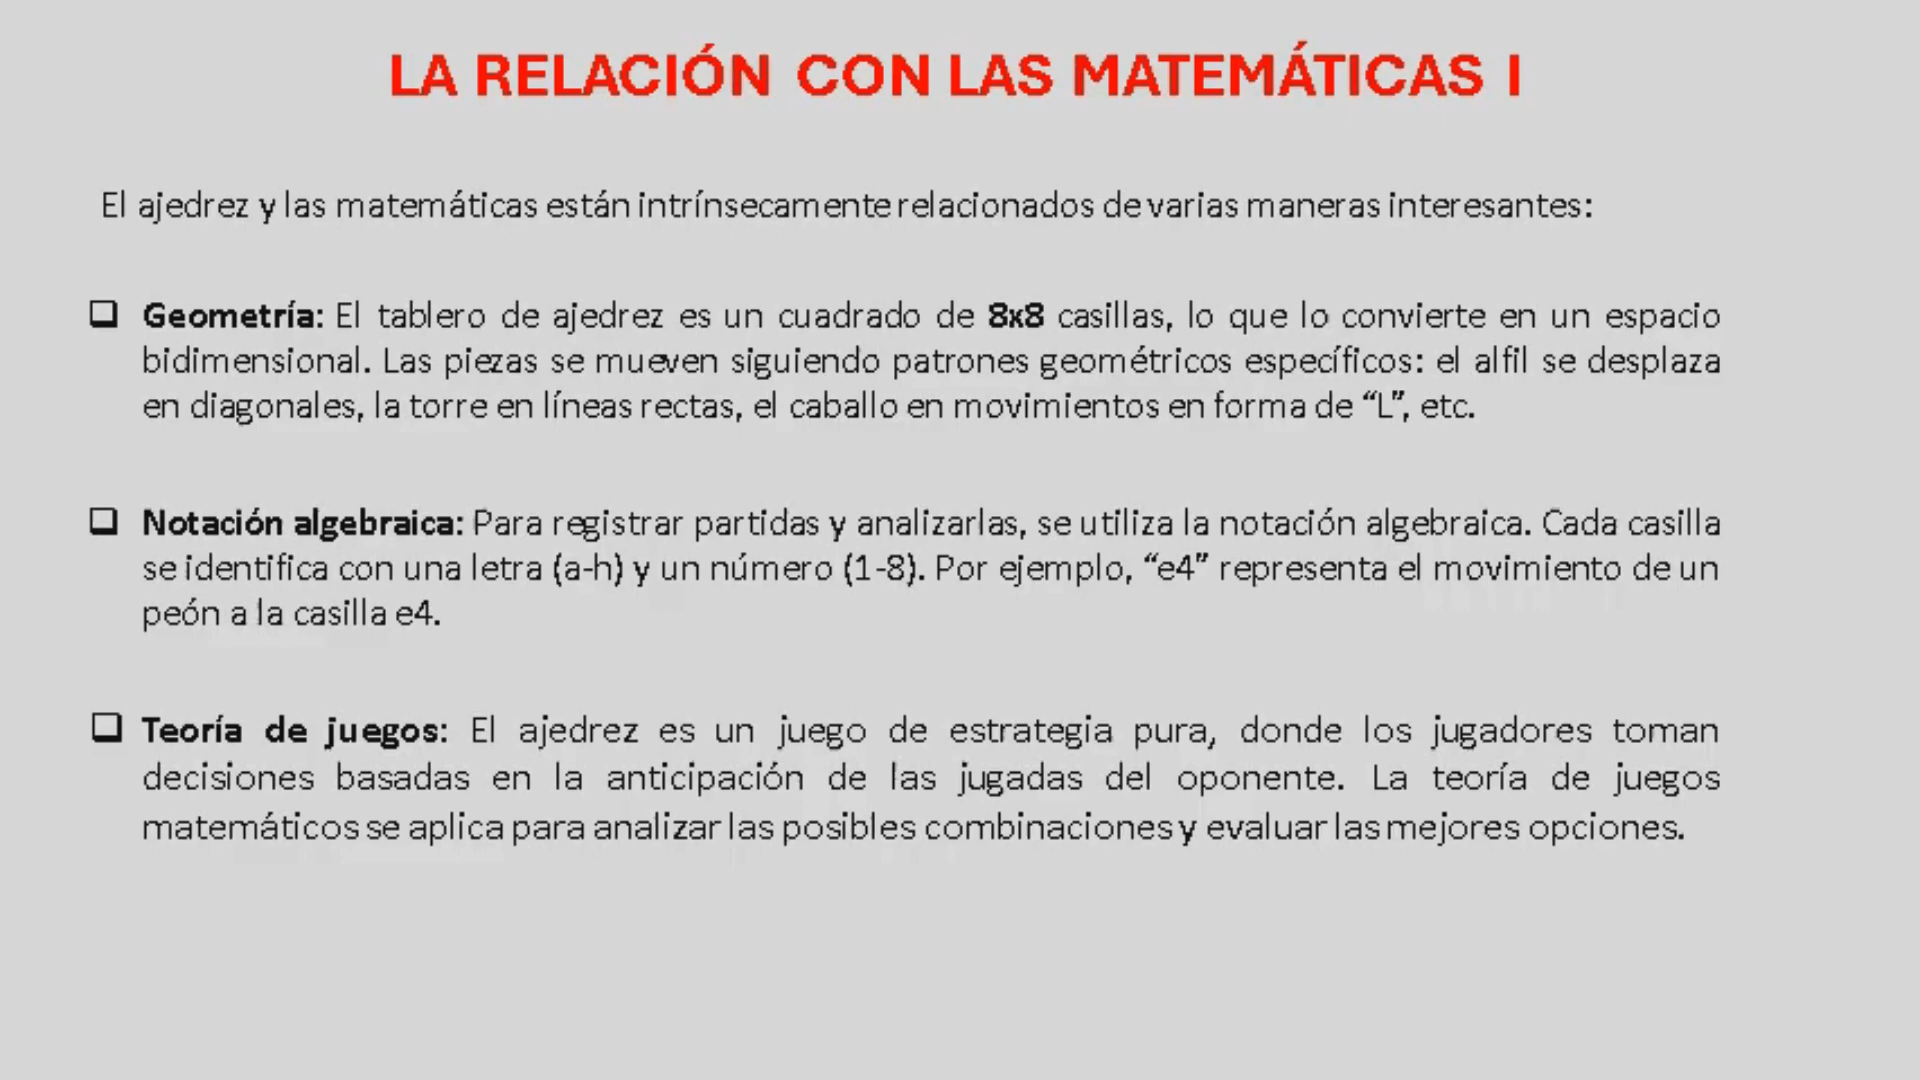 LA RELACIÓN CON LAS MATEMÁTICAS I
El ajedrez y las matemáticas están intrínsecamente relacionados de varias maneras interesantes:
❑ Geometría: El tablero de ajedrez es un cuadrado de 8x8 casillas, lo que lo convierte en un espacio
bidimensional. Las piezas se mueven siguiendo patrones geométricos específicos: el alfil se desplaza
en diagonales, la torre en líneas rectas, el caballo en movimientos en forma de “L”, etc.
❑ Notación algebraica: Para registrar partidas y analizarlas, se utiliza la notación algebraica. Cada casilla
se identifica con una letra (a-h) y un número (1-8). Por ejemplo, “e4” representa el movimiento de un
peón a la casilla e4.
❑ Teoría de juegos: El ajedrez es un juego de estrategia pura, donde los jugadores toman
decisiones basadas en la anticipación de las jugadas del oponente. La teoría de juegos
matemáticos se aplica para analizar las posibles combinaciones y evaluar las mejores opciones.